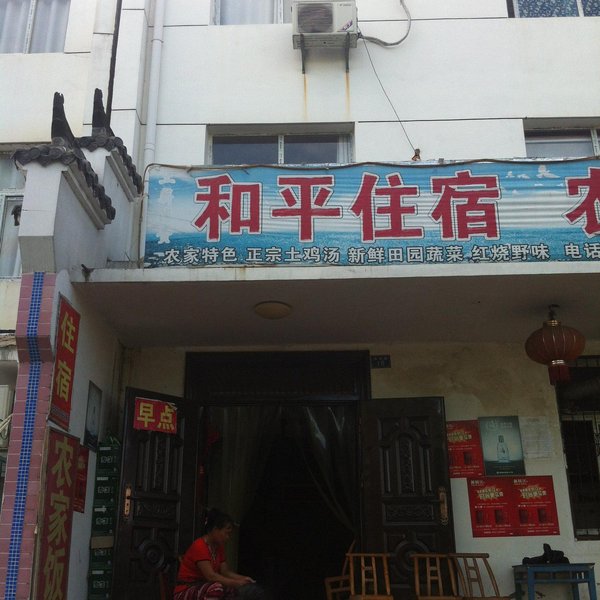 和平住宿 农
农家特色 正宗土鸡汤 新鲜田园蔬菜 红烧野味 电话
住宿
农家饭
早点